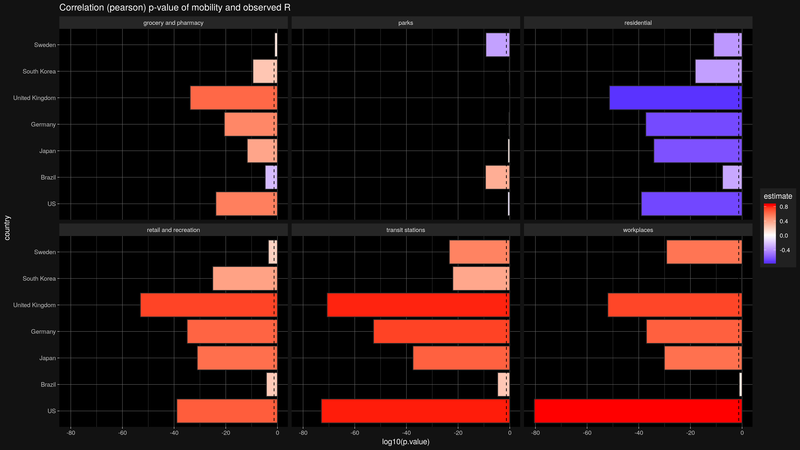 Correlation (pearson) p-value of mobility and observed R
grocery and pharmacy
parks
residential
Sweden
South Korea
United Kingdom
Germany
Japan
Brazil
US
retail and recreation
transit stations
workplaces
Sweden
South Korea
United Kingdom
Germany
Japan
Brazil
US
-80 -60 -40 -20 0
-80 -60 -40 -20 0
-80 -60 -40 -20 0
log10(p.value)
country
estimate
0.8
0.4
0.0
-0.4